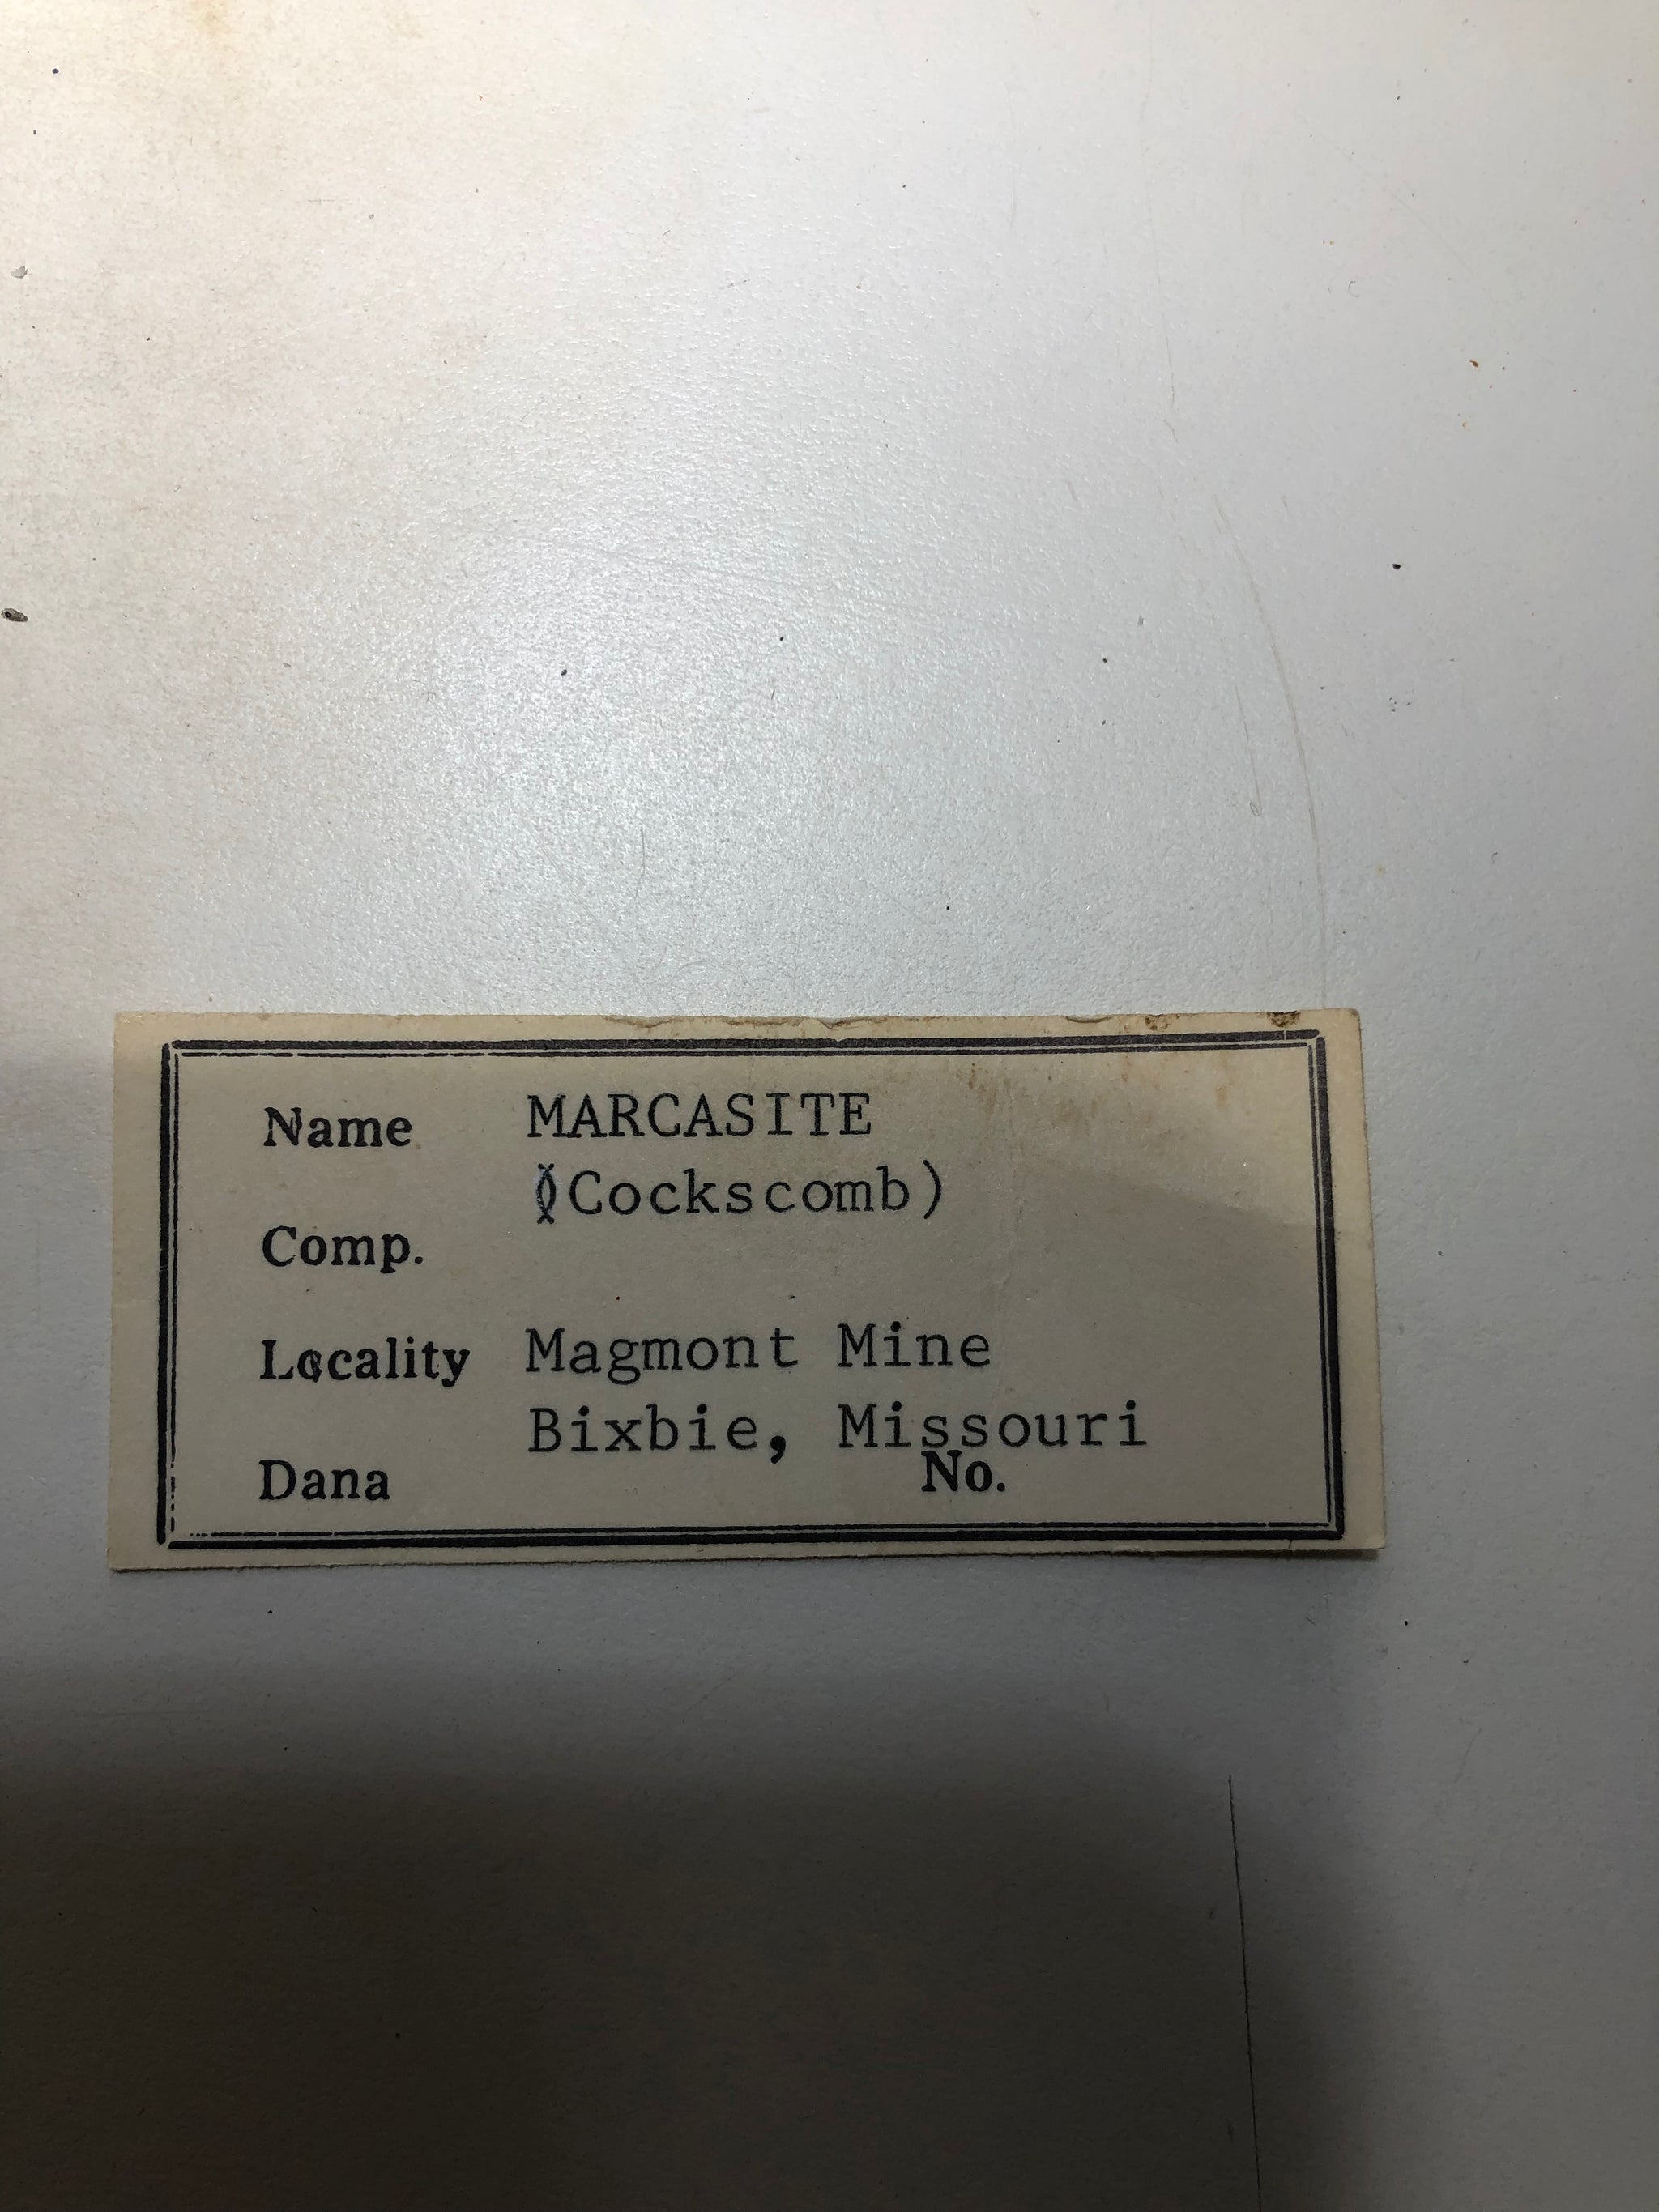 Name MARCASITE
(Cockscomb)
Comp.
Locality Magmont Mine
Bixbie, Missouri
Dana No.